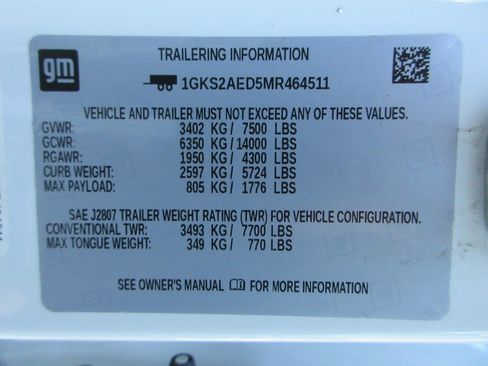 gm
TRAILERING INFORMATION
1GKS2AED5MR464511
VEHICLE AND TRAILER MUST NOT EXCEED ANY OF THESE VALUES.
GVWR: 3402 KG / 7500 LBS
GCWR: 6350 KG / 14000 LBS
RGAWR: 1950 KG / 4300 LBS
CURB WEIGHT: 2597 KG / 5724 LBS
MAX PAYLOAD: 805 KG / 1776 LBS
SAE J2807 TRAILER WEIGHT RATING (TWR) FOR VEHICLE CONFIGURATION.
CONVENTIONAL TWR: 3493 KG / 7700 LBS
MAX TONGUE WEIGHT: 349 KG / 770 LBS
SEE OWNER'S MANUAL FOR MORE INFORMATION